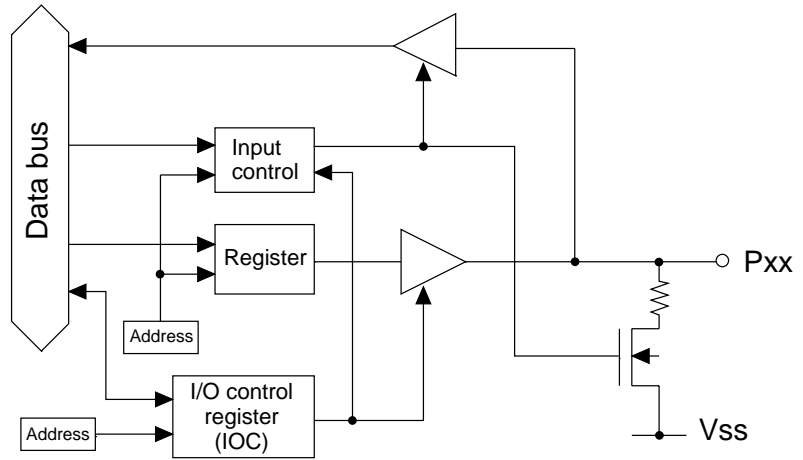 Data bus
Input
control
Register
Pxx
Address
I/O control
register
(IOC)
Address
Vss